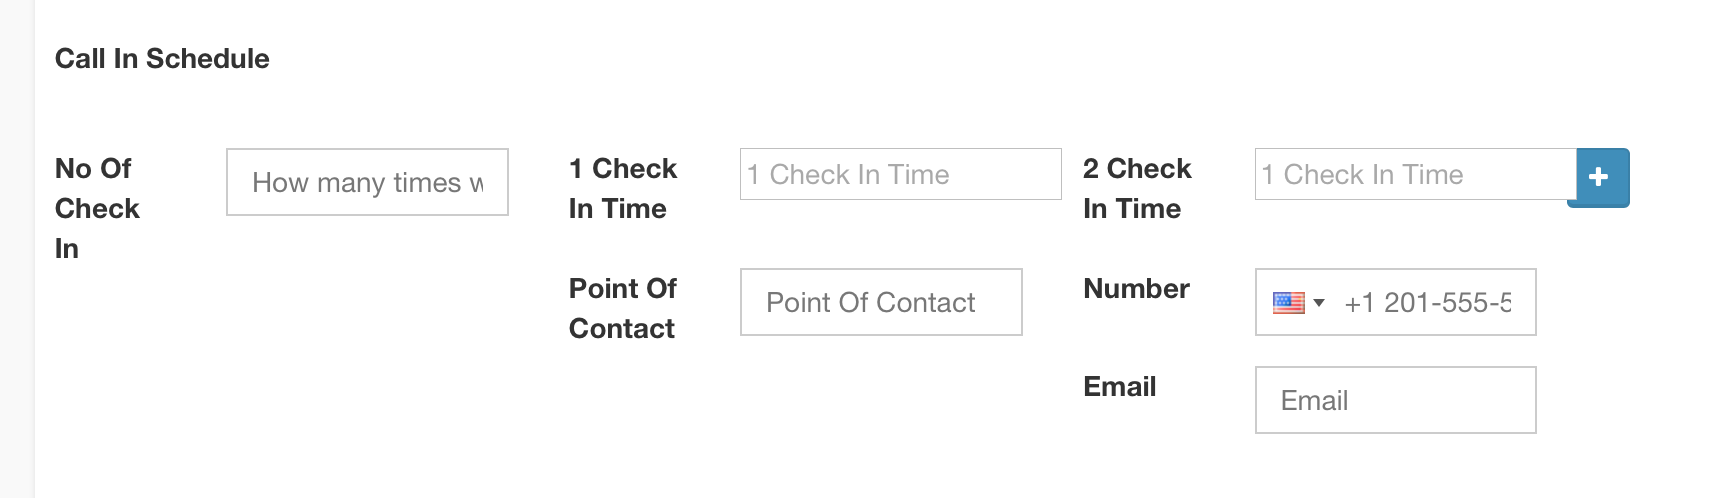 Call In Schedule
No Of
Check
In
How many times w
1 Check
In Time
1 Check In Time
2 Check
In Time
1 Check In Time
+
Point Of
Contact
Point Of Contact
Number
+1 201-555-5
Email
Email